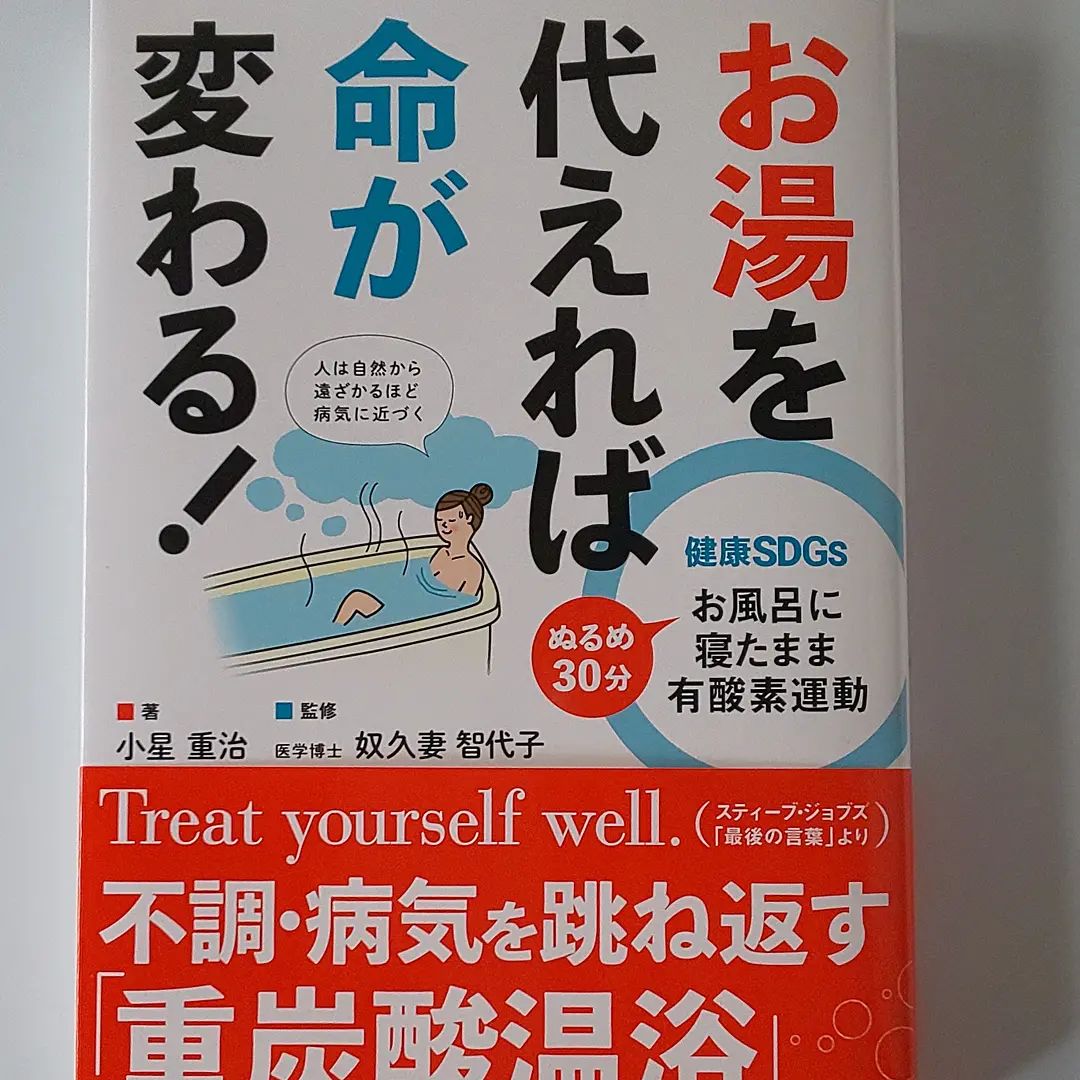 お湯を
代えれば
命が
変わる!
人は自然から
遠ざかるほど
病気に近づく
健康SDGs
お風呂に
寝たまま
有酸素運動
ぬるめ
30分
著
小星 重治
監修
医学博士 奴久妻 智代子
Treat yourself well.
(スティーブ・ジョブズ
「最後の言葉」より)
不調・病気を跳ね返す
「重炭酸温浴」